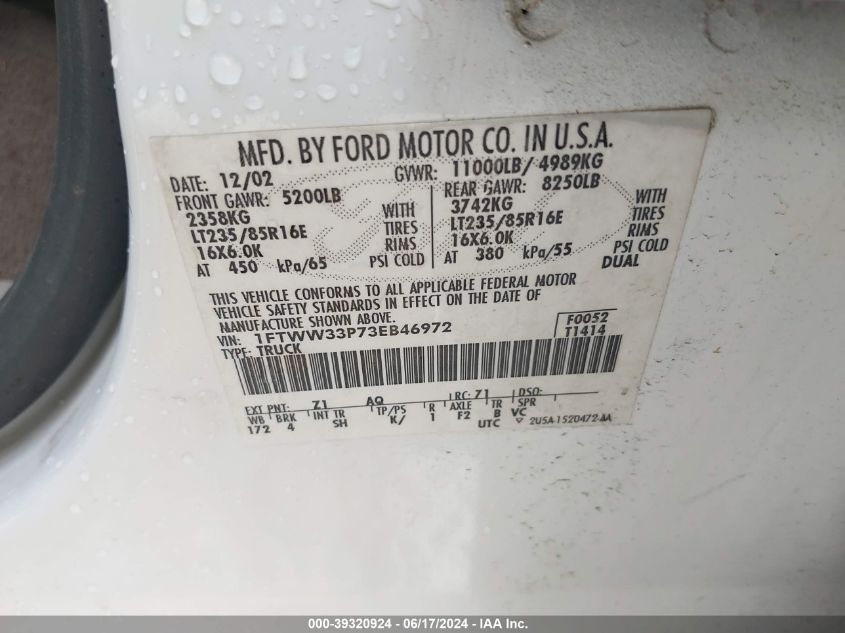 MFD. BY FORD MOTOR CO. IN U.S.A.
DATE: 12/02 GVWR: 11000LB/ 4989KG
FRONT GAWR: 5200LB REAR GAWR: 8250LB
2358KG WITH 3742KG WITH
LT235/85R16E TIRES LT235/85R16E TIRES
16X6.0K RIMS 16X6.0K RIMS
AT 450 kPa/65 PSI COLD AT 380 kPa/55 PSI COLD
DUAL
THIS VEHICLE CONFORMS TO ALL APPLICABLE FEDERAL MOTOR
VEHICLE SAFETY STANDARDS IN EFFECT ON THE DATE OF
MANUFACTURE SHOWN ABOVE.
VIN: 1FTWW33P73EB46972 F0052
TYPE: TRUCK T1414
EXT PNT: Z1 AQ RC: Z1 DSO:
WB BRK INT TR TP/PS R AXLE TR SPR
172 4 SH K/ 1 F2 B VC
UTC ▽ 2U5A-1520472-AA
000-39320924 - 06/17/2024 - IAA Inc.